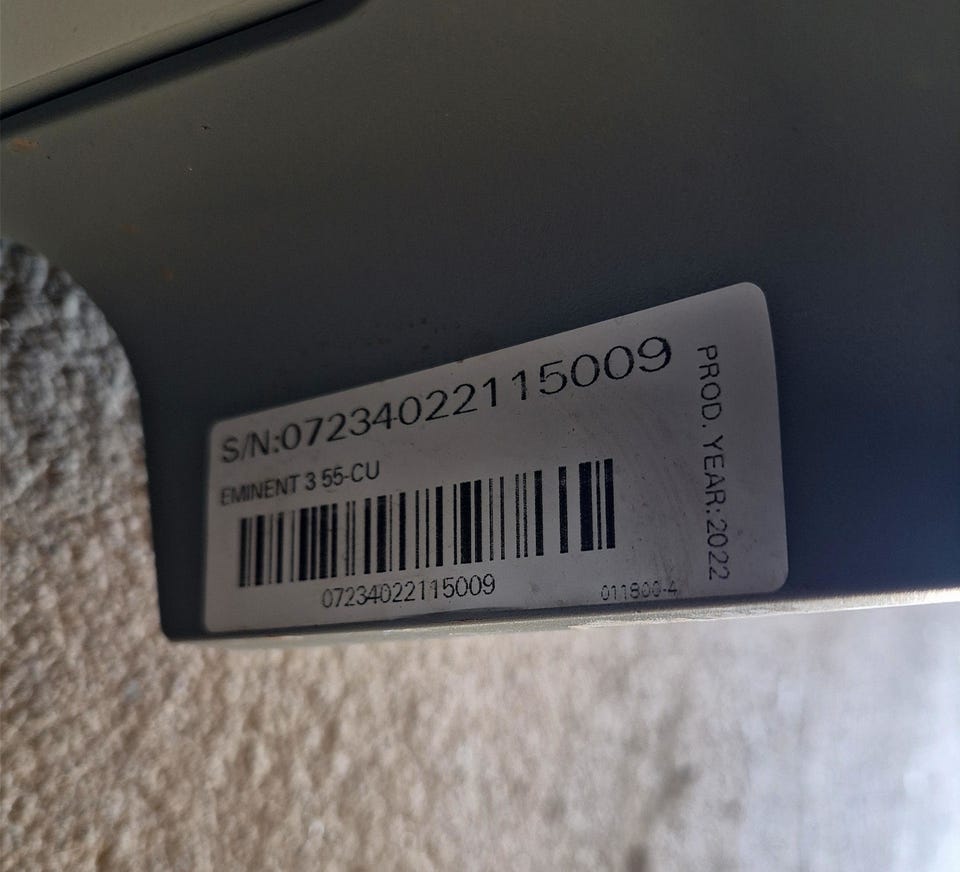 S/N:07234022115009
EMINENT 3 55-CU
07234022115009
011800-4
PROD. YEAR:2022